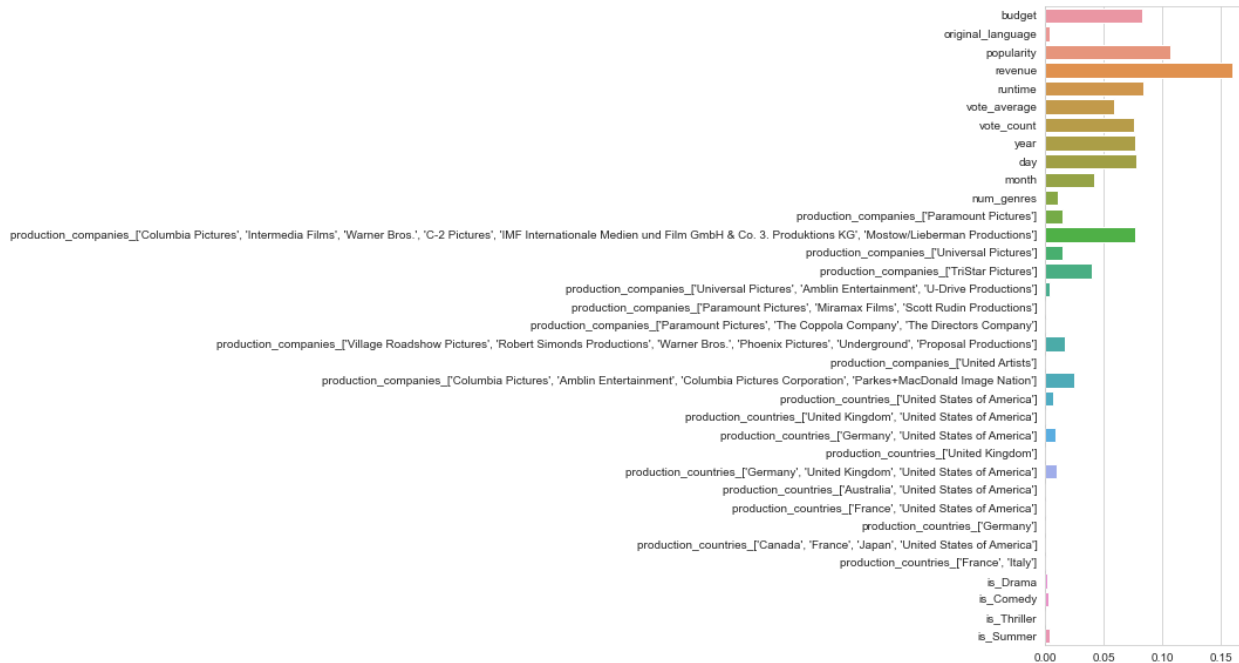 budget
original_language
popularity
revenue
runtime
vote_average
vote_count
year
day
month
num_genres
production_companies_['Paramount Pictures']
production_companies_['Columbia Pictures', 'Intermedia Films', 'Warner Bros.', 'C-2 Pictures', 'IMF Internationale Medien und Film GmbH & Co. 3. Produktions KG', 'Mostow/Lieberman Productions']
production_companies_['Universal Pictures']
production_companies_['TriStar Pictures']
production_companies_['Universal Pictures', 'Amblin Entertainment', 'U-Drive Productions']
production_companies_['Paramount Pictures', 'Miramax Films', 'Scott Rudin Productions']
production_companies_['Paramount Pictures', 'The Coppola Company', 'The Directors Company']
production_companies_['Village Roadshow Pictures', 'Robert Simonds Productions', 'Warner Bros.', 'Phoenix Pictures', 'Underground', 'Proposal Productions']
production_companies_['United Artists']
production_companies_['Columbia Pictures', 'Amblin Entertainment', 'Columbia Pictures Corporation', 'Parkes+MacDonald Image Nation']
production_countries_['United States of America']
production_countries_['United Kingdom', 'United States of America']
production_countries_['Germany', 'United States of America']
production_countries_['United Kingdom']
production_countries_['Germany', 'United Kingdom', 'United States of America']
production_countries_['Australia', 'United States of America']
production_countries_['France', 'United States of America']
production_countries_['Germany']
production_countries_['Canada', 'France', 'Japan', 'United States of America']
production_countries_['France', 'Italy']
is_Drama
is_Comedy
is_Thriller
is_Summer
0.00 0.05 0.10 0.15